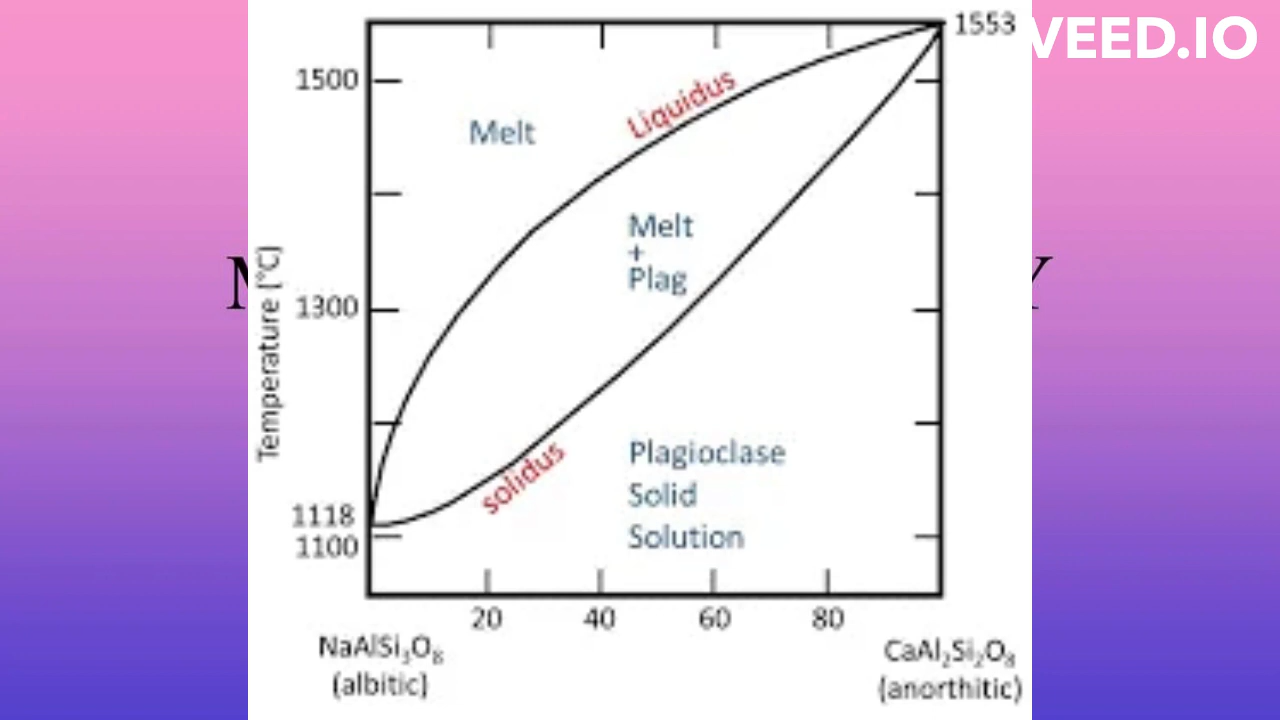 1553
VEED.IO
1500
Liquidus
Melt
Melt
+
Plag
Temperature (°C)
1300
solidus
Plagioclase
Solid
Solution
1118
1100
20 40 60 80
NaAlSi₃O₈
(albitic)
CaAl₂Si₂O₈
(anorthitic)